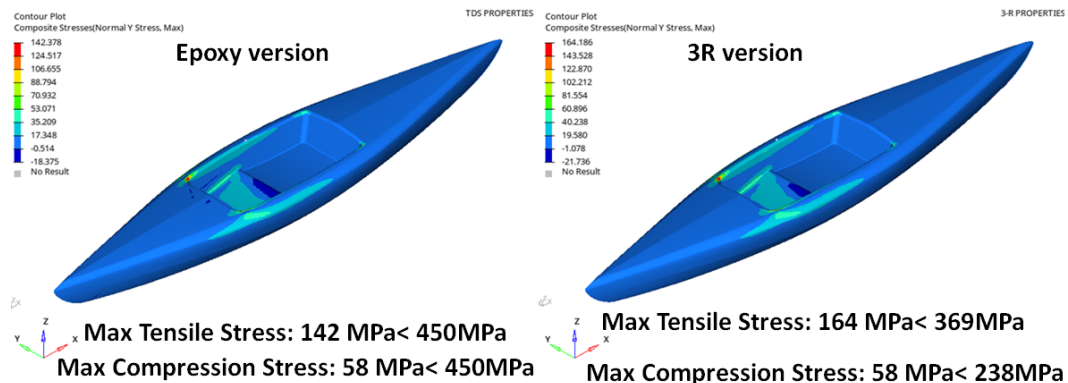 Contour Plot
Composite Stresses(Normal Y Stress, Max)
142.378
124.517
106.655
88.794
70.932
53.071
35.209
17.348
-0.514
-18.375
No Result
TDS PROPERTIES
Epoxy version
Z
Y
X
Max Tensile Stress: 142 MPa< 450MPa
Max Compression Stress: 58 MPa< 450MPa
Contour Plot
Composite Stresses(Normal Y Stress, Max)
164.186
143.528
122.870
102.212
81.554
60.896
40.238
19.580
-1.078
-21.736
No Result
3-R PROPERTIES
3R version
Z
Y
X
Max Tensile Stress: 164 MPa< 369MPa
Max Compression Stress: 58 MPa< 238MPa